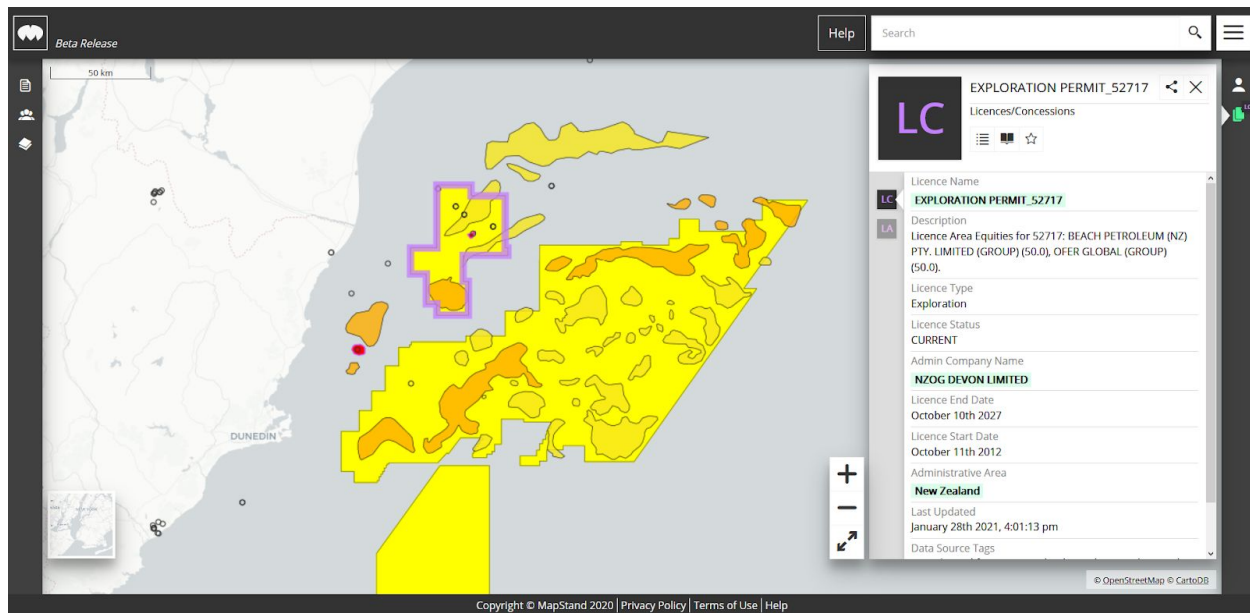 Beta Release
Help
Search
50 km
DUNEDIN
LC
EXPLORATION PERMIT_52717
Licences/Concessions
LC
LA
LC
Licence Name
EXPLORATION PERMIT_52717
Description
Licence Area Equities for 52717: BEACH PETROLEUM (NZ)
PTY. LIMITED (GROUP) (50.0), OFER GLOBAL (GROUP)
(50.0).
Licence Type
Exploration
Licence Status
CURRENT
Admin Company Name
NZOG DEVON LIMITED
Licence End Date
October 10th 2027
Licence Start Date
October 11th 2012
Administrative Area
New Zealand
Last Updated
January 28th 2021, 4:01:13 pm
Data Source Tags
© OpenStreetMap © CartoDB
Copyright © MapStand 2020 | Privacy Policy | Terms of Use | Help